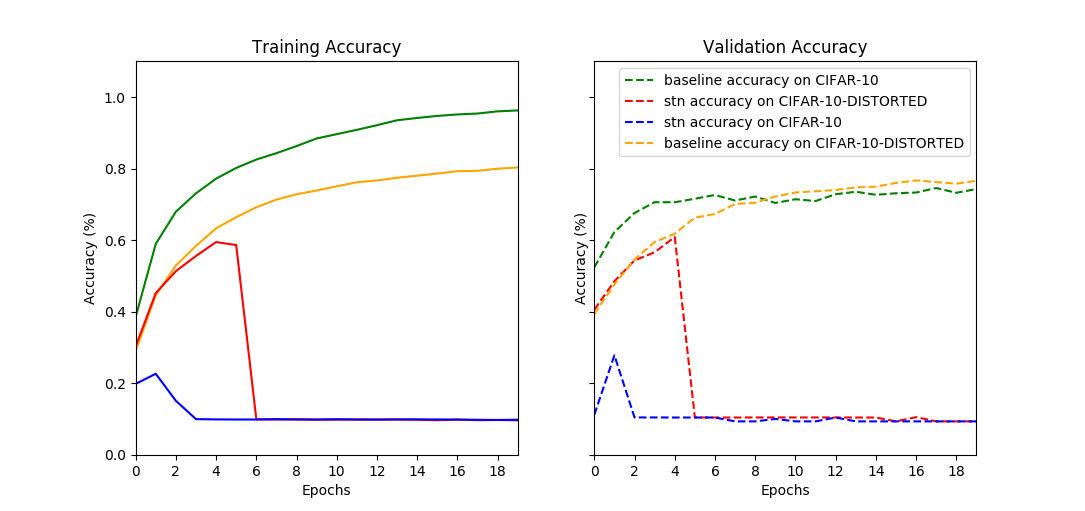 Training Accuracy
Accuracy (%)
1.0
0.8
0.6
0.4
0.2
0.0
0 2 4 6 8 10 12 14 16 18
Epochs
Validation Accuracy
baseline accuracy on CIFAR-10
stn accuracy on CIFAR-10-DISTORTED
stn accuracy on CIFAR-10
baseline accuracy on CIFAR-10-DISTORTED
Accuracy (%)
0 2 4 6 8 10 12 14 16 18
Epochs